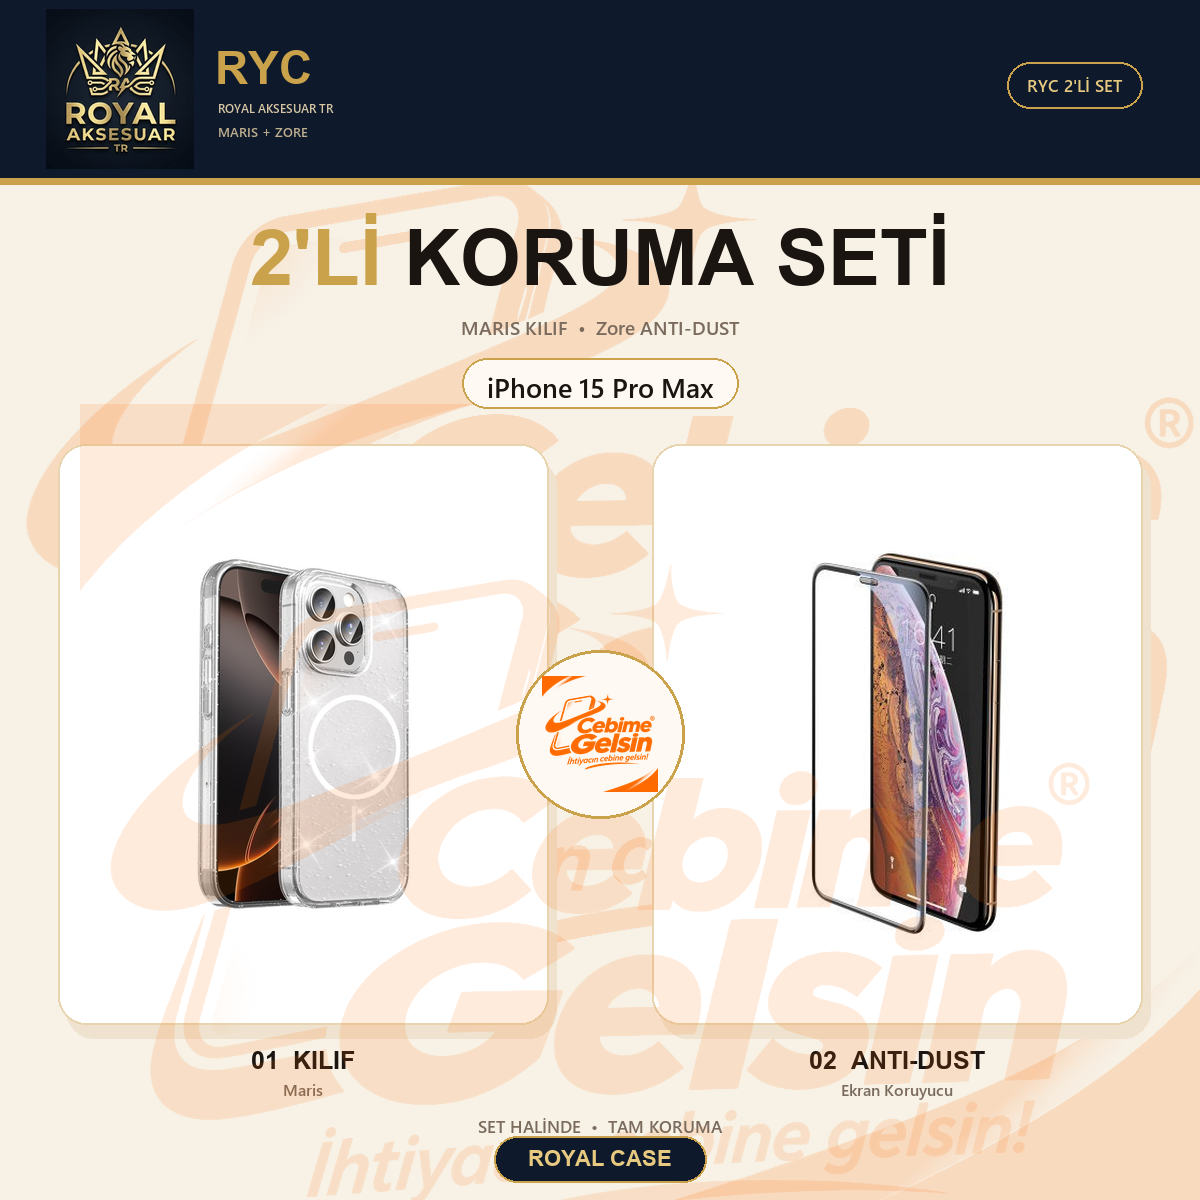 ROYAL
AKSESUAR
TR
RYC
ROYAL AKSESUAR TR
MARIS + ZORE
RYC 2'Lİ SET
2'Lİ KORUMA SETİ
MARIS KILIF • Zore ANTI-DUST
iPhone 15 Pro Max
Cebime®
Gelsin
İhtiyacın cebine gelsin!
Cebime®
Gelsin
01 KILIF
Maris
02 ANTI-DUST
Ekran Koruyucu
SET HALİNDE • TAM KORUMA
ROYAL CASE